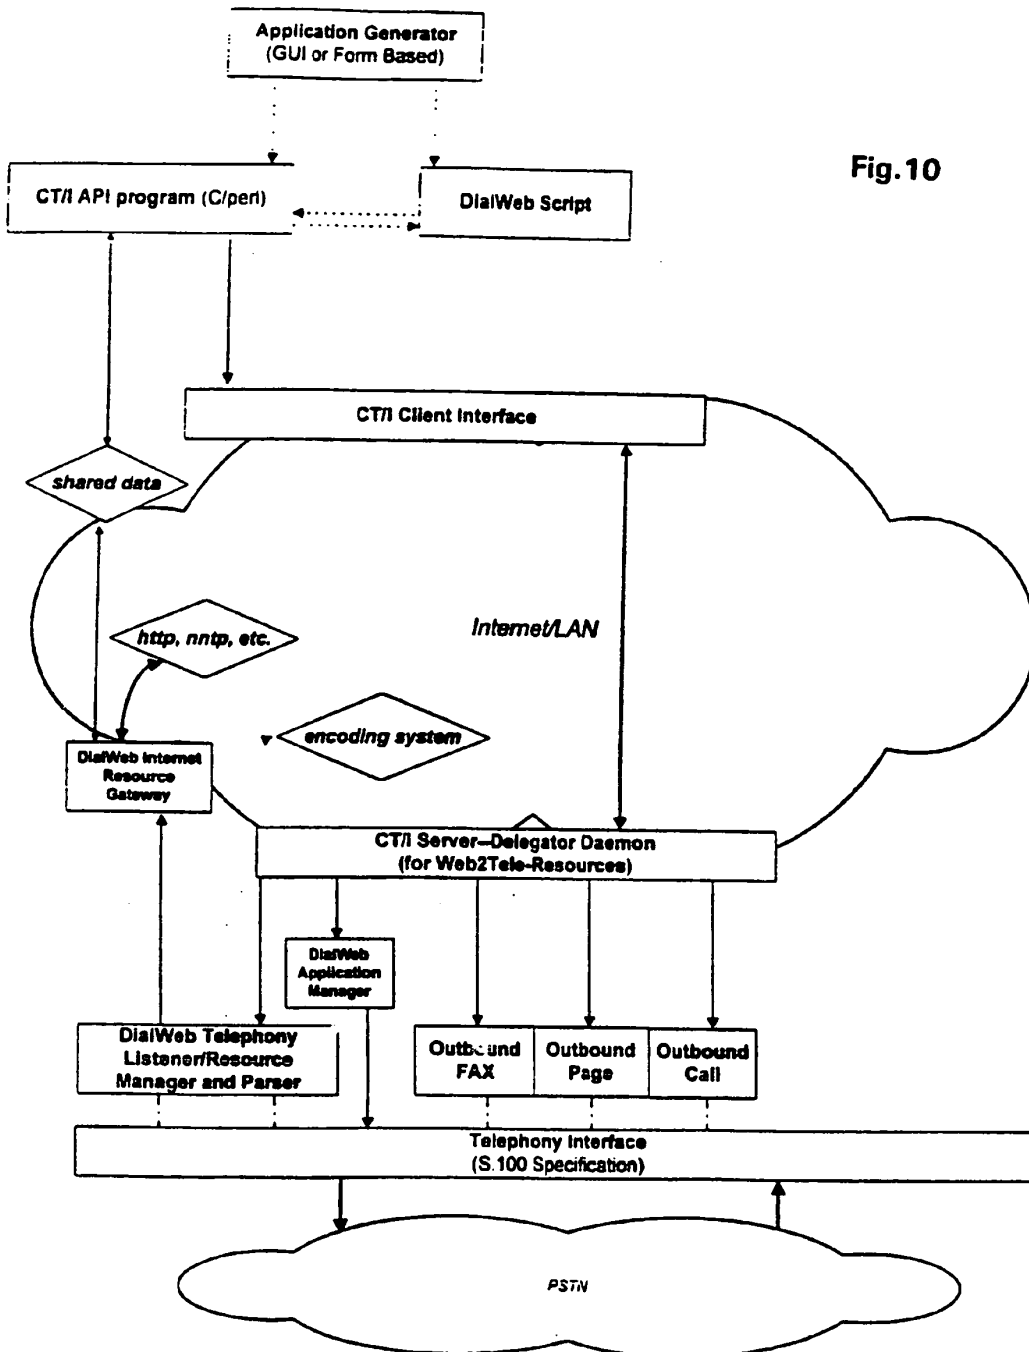 Application Generator
(GUI or Form Based)
Fig.10
CT/I API program (C/perl)
DialWeb Script
CT/I Client Interface
shared data
http, nntp, etc.
Internet/LAN
encoding system
DialWeb Internet
Resource
Gateway
CT/I Server--Delegator Daemon
(for Web2Tele-Resources)
DialWeb
Application
Manager
DialWeb Telephony
Listener/Resource
Manager and Parser
Outbound
FAX
Outbound
Page
Outbound
Call
Telephony Interface
(S.100 Specification)
PSTN